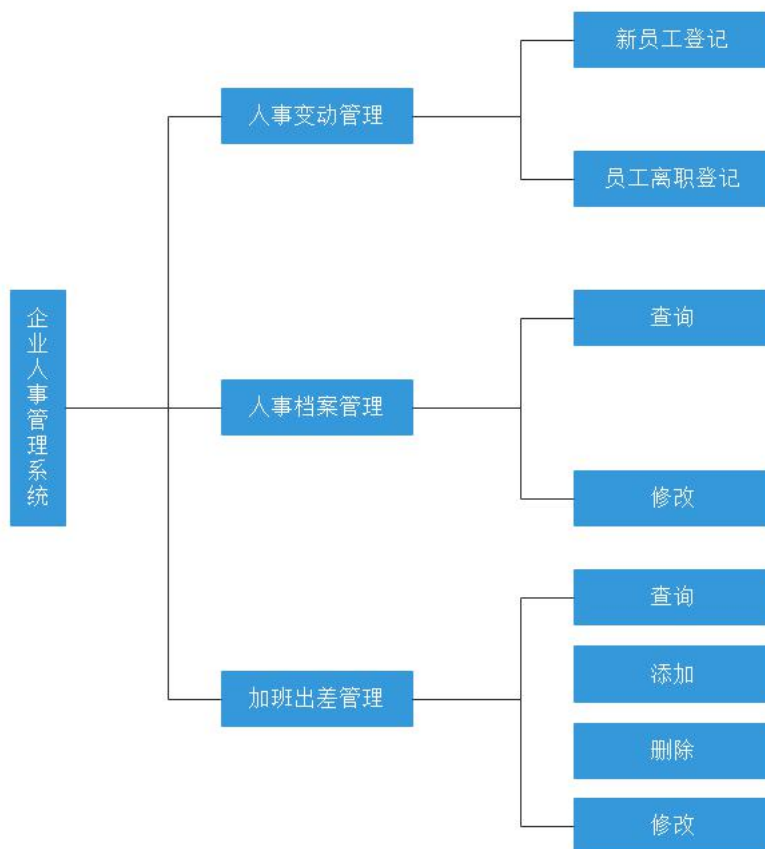 企业人事管理系统
人事变动管理
新员工登记
员工离职登记
人事档案管理
查询
修改
加班出差管理
查询
添加
删除
修改